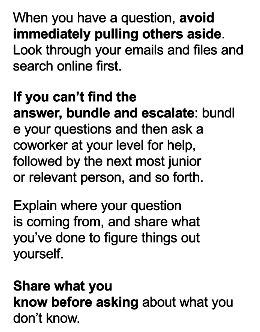 When you have a question, avoid
immediately pulling others aside.
Look through your emails and files and
search online first.
If you can't find the
answer, bundle and escalate: bundl
e your questions and then ask a
coworker at your level for help,
followed by the next most junior
or relevant person, and so forth.
Explain where your question
is coming from, and share what
you've done to figure things out
yourself.
Share what you
know before asking about what you
don't know.